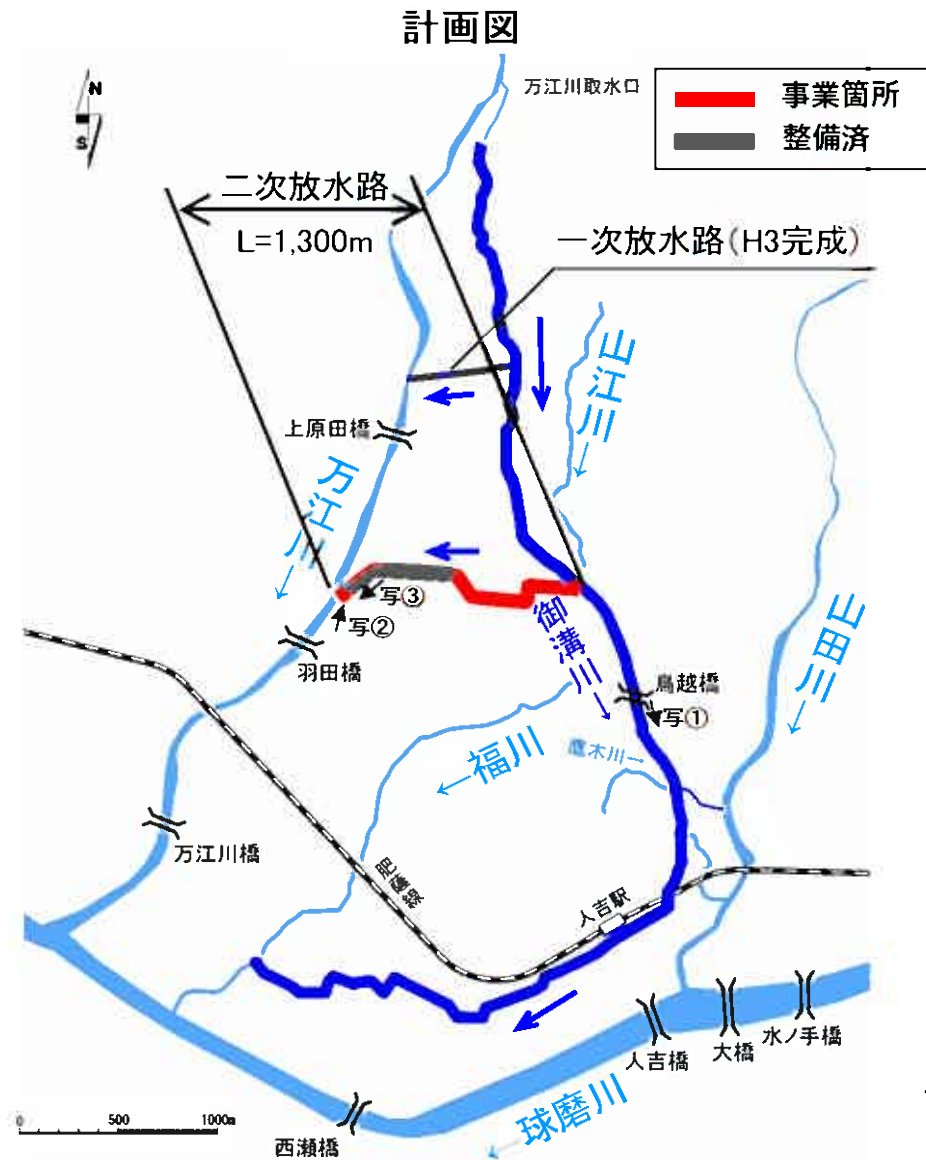 計画図
万江川取水口
事業箇所
整備済
N
S
二次放水路
L=1,300m
一次放水路(H3完成)
山江川
上原田橋
万江川
写③
写②
羽田橋
御溝川
鳥越橋
写①
山田川
福川
鷹木川
万江川橋
肥薩線
人吉駅
人吉橋
大橋
水ノ手橋
球磨川
西瀬橋
0 500 1000m